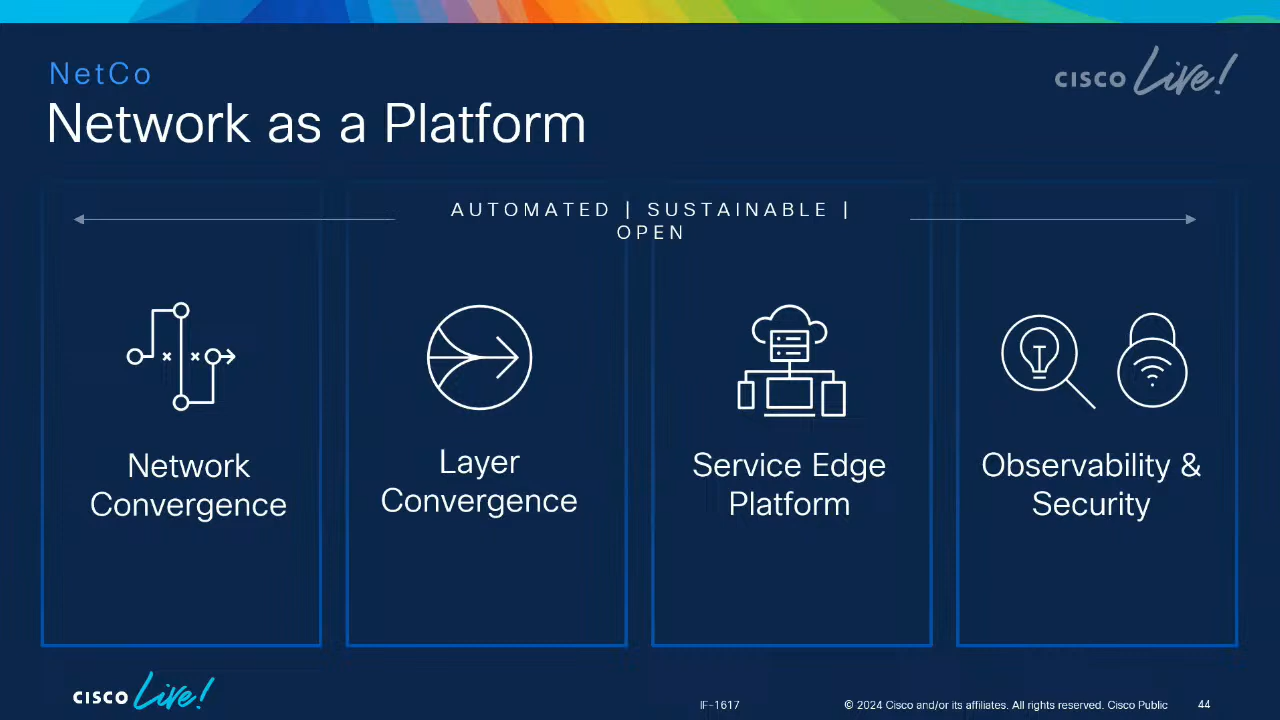 NetCo
CISCO Live!
Network as a Platform
AUTOMATED | SUSTAINABLE |
OPEN
Network
Convergence
Layer
Convergence
Service Edge
Platform
Observability &
Security
CISCO Live!
IF-1617
© 2024 Cisco and/or its affiliates. All rights reserved. Cisco Public
44